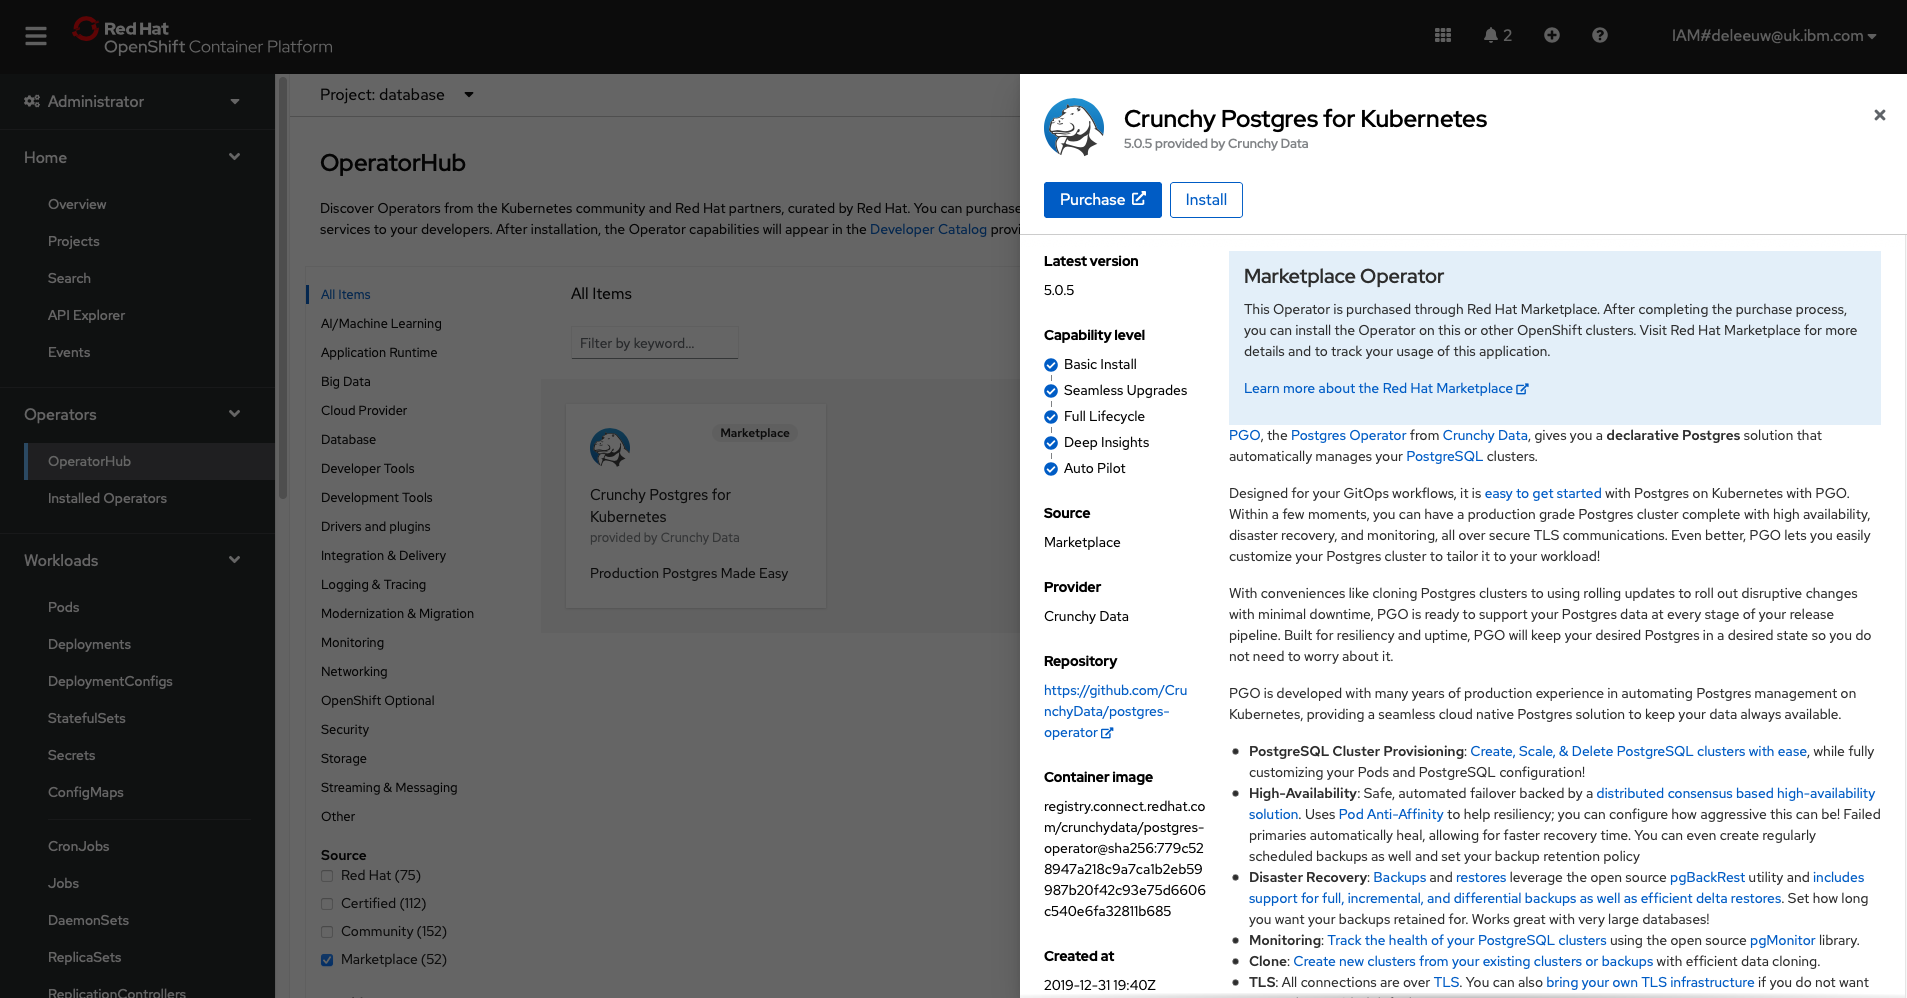 Red Hat
OpenShift Container Platform
2
IAM#deleeuw@uk.ibm.com
Administrator
Home
Overview
Projects
Search
API Explorer
Events
Operators
OperatorHub
Installed Operators
Workloads
Pods
Deployments
DeploymentConfigs
StatefulSets
Secrets
ConfigMaps
CronJobs
Jobs
DaemonSets
ReplicaSets
ReplicationControllers
Project: database
OperatorHub
Discover Operators from the Kubernetes community and Red Hat partners, curated by Red Hat. You can purchase
services to your developers. After installation, the Operator capabilities will appear in the Developer Catalog provi
All Items
AI/Machine Learning
Application Runtime
Big Data
Cloud Provider
Database
Developer Tools
Development Tools
Drivers and plugins
Integration & Delivery
Logging & Tracing
Modernization & Migration
Monitoring
Networking
OpenShift Optional
Security
Storage
Streaming & Messaging
Other
Source
Red Hat (75)
Certified (112)
Community (152)
Marketplace (52)
All Items
Filter by keyword...
Marketplace
Crunchy Postgres for
Kubernetes
provided by Crunchy Data
Production Postgres Made Easy
Crunchy Postgres for Kubernetes
5.0.5 provided by Crunchy Data
Purchase
Install
Latest version
5.0.5
Capability level
Basic Install
Seamless Upgrades
Full Lifecycle
Deep Insights
Auto Pilot
Source
Marketplace
Provider
Crunchy Data
Repository
https://github.com/Cru
nchyData/postgres-
operator
Container image
registry.connect.redhat.co
m/crunchydata/postgres-
operator@sha256:779c52
8947a218c9a7ca1b2eb59
987b20f42c93e75d6606
c540e6fa32811b685
Created at
2019-12-31 19:40Z
Marketplace Operator
This Operator is purchased through Red Hat Marketplace. After completing the purchase process,
you can install the Operator on this or other OpenShift clusters. Visit Red Hat Marketplace for more
details and to track your usage of this application.
Learn more about the Red Hat Marketplace
PGO, the Postgres Operator from Crunchy Data, gives you a declarative Postgres solution that
automatically manages your PostgreSQL clusters.
Designed for your GitOps workflows, it is easy to get started with Postgres on Kubernetes with PGO.
Within a few moments, you can have a production grade Postgres cluster complete with high availability,
disaster recovery, and monitoring, all over secure TLS communications. Even better, PGO lets you easily
customize your Postgres cluster to tailor it to your workload!
With conveniences like cloning Postgres clusters to using rolling updates to roll out disruptive changes
with minimal downtime, PGO is ready to support your Postgres data at every stage of your release
pipeline. Built for resiliency and uptime, PGO will keep your desired Postgres in a desired state so you do
not need to worry about it.
PGO is developed with many years of production experience in automating Postgres management on
Kubernetes, providing a seamless cloud native Postgres solution to keep your data always available.
• PostgreSQL Cluster Provisioning: Create, Scale, & Delete PostgreSQL clusters with ease, while fully
customizing your Pods and PostgreSQL configuration!
• High-Availability: Safe, automated failover backed by a distributed consensus based high-availability
solution. Uses Pod Anti-Affinity to help resiliency; you can configure how aggressive this can be! Failed
primaries automatically heal, allowing for faster recovery time. You can even create regularly
scheduled backups as well and set your backup retention policy
• Disaster Recovery: Backups and restores leverage the open source pgBackRest utility and includes
support for full, incremental, and differential backups as well as efficient delta restores. Set how long
you want your backups retained for. Works great with very large databases!
• Monitoring: Track the health of your PostgreSQL clusters using the open source pgMonitor library.
• Clone: Create new clusters from your existing clusters or backups with efficient data cloning.
• TLS: All connections are over TLS. You can also bring your own TLS infrastructure if you do not want